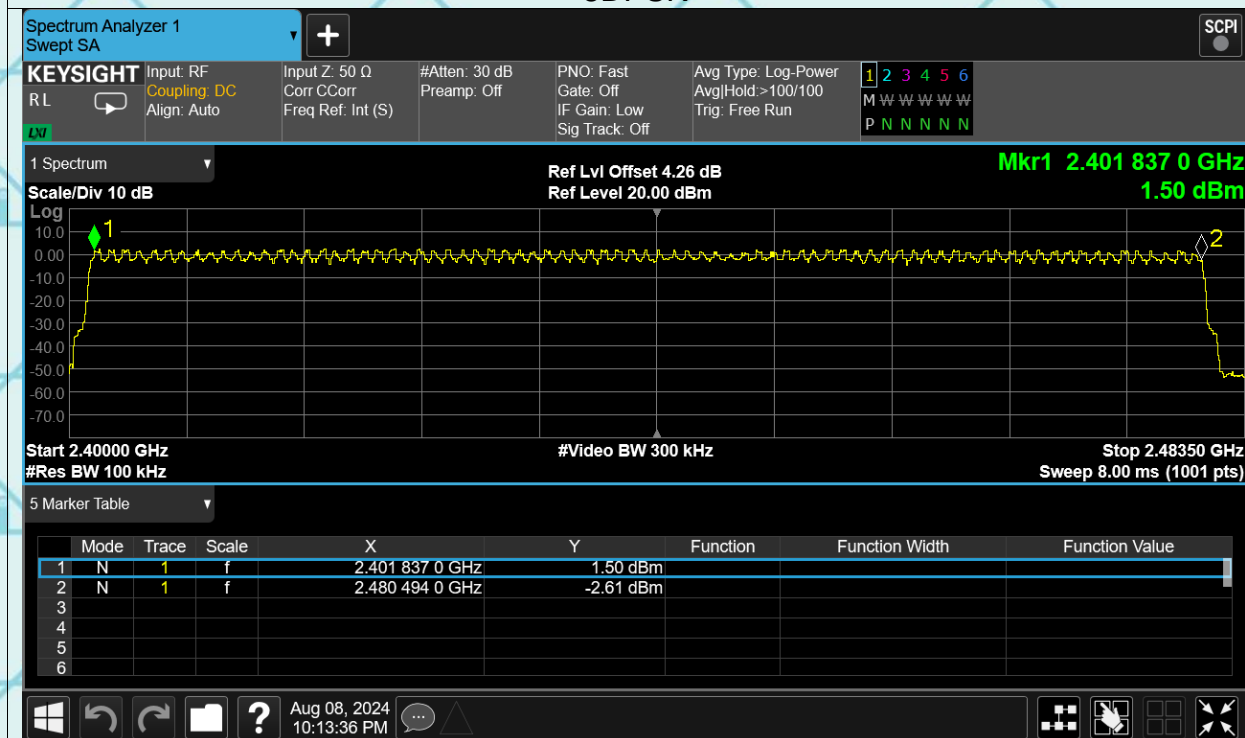 Spectrum Analyzer 1
Swept SA
SCPI
KEYSIGHT Input: RF Input Z: 50 Ω #Atten: 30 dB PNO: Fast Avg Type: Log-Power 1 2 3 4 5 6
RL Coupling: DC Corr CCorr Preamp: Off Gate: Off Avg|Hold:>100/100 M W W W W W
Align: Auto Freq Ref: Int (S) IF Gain: Low Trig: Free Run P N N N N N
LXI Sig Track: Off
1 Spectrum Ref Lvl Offset 4.26 dB Mkr1 2.401 837 0 GHz
Scale/Div 10 dB Ref Level 20.00 dBm 1.50 dBm
Log
10.0 1
0.00 2
-10.0
-20.0
-30.0
-40.0
-50.0
-60.0
-70.0
Start 2.40000 GHz #Video BW 300 kHz Stop 2.48350 GHz
#Res BW 100 kHz Sweep 8.00 ms (1001 pts)
5 Marker Table
Mode Trace Scale X Y Function Function Width Function Value
1 N 1 f 2.401 837 0 GHz 1.50 dBm
2 N 1 f 2.480 494 0 GHz -2.61 dBm
3
4
5
6
? Aug 08, 2024
10:13:36 PM